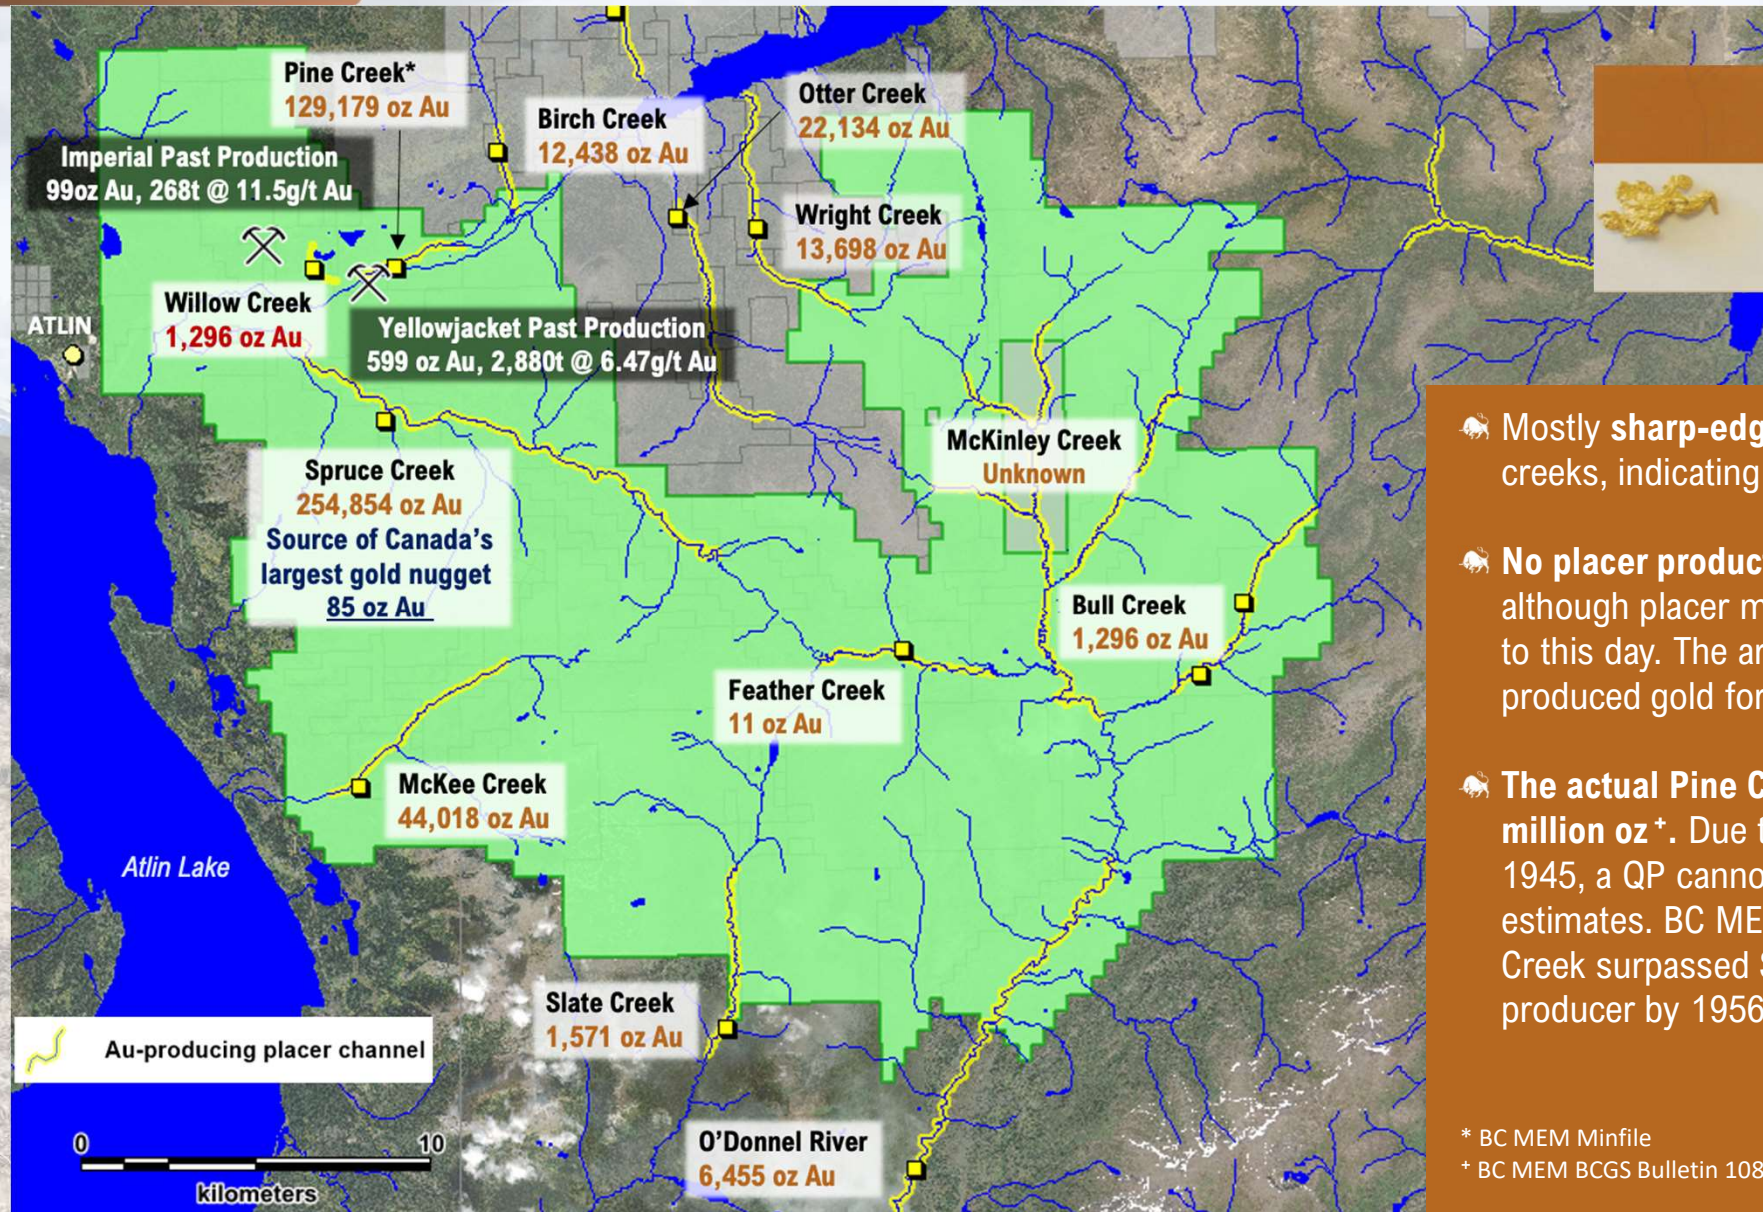 Pine Creek*
129,179 oz Au
Birch Creek
12,438 oz Au
Otter Creek
22,134 oz Au
Imperial Past Production
99oz Au, 268t @ 11.5g/t Au
Wright Creek
13,698 oz Au
Willow Creek
1,296 oz Au
ATLIN
Yellowjacket Past Production
599 oz Au, 2,880t @ 6.47g/t Au
Spruce Creek
254,854 oz Au
Source of Canada's
largest gold nugget
85 oz Au
McKinley Creek
Unknown
Bull Creek
1,296 oz Au
Feather Creek
11 oz Au
McKee Creek
44,018 oz Au
Atlin Lake
Slate Creek
1,571 oz Au
O'Donnel River
6,455 oz Au
Au-producing placer channel
0 10
kilometers
Mostly sharp-edg
creeks, indicating
No placer produc
although placer m
to this day. The ar
produced gold for
The actual Pine C
million oz⁺. Due t
1945, a QP canno
estimates. BC ME
Creek surpassed S
producer by 1956
* BC MEM Minfile
⁺ BC MEM BCGS Bulletin 108